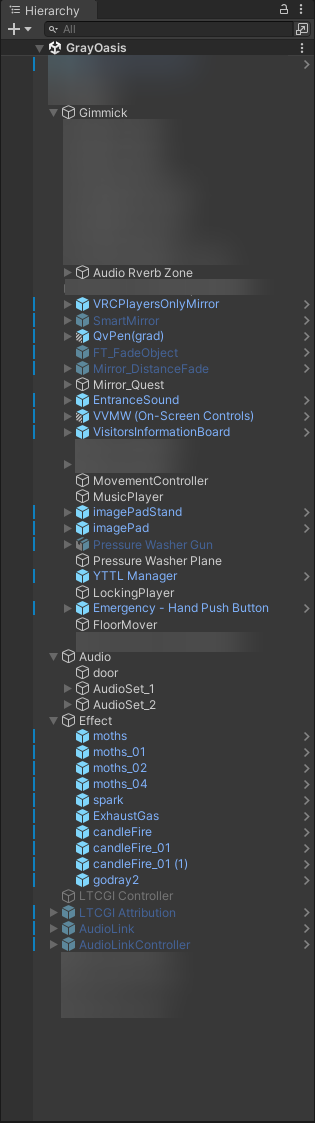 Hierarchy
All
GrayOasis
Gimmick
Audio Rverb Zone
VRCPlayersOnlyMirror
SmartMirror
QvPen(grad)
FT_FadeObject
Mirror_DistanceFade
Mirror_Quest
EntranceSound
VVMW (On-Screen Controls)
VisitorsInformationBoard
MovementController
MusicPlayer
imagePadStand
imagePad
Pressure Washer Gun
Pressure Washer Plane
YTTL Manager
LockingPlayer
Emergency - Hand Push Button
FloorMover
Audio
door
AudioSet_1
AudioSet_2
Effect
moths
moths_01
moths_02
moths_04
spark
ExhaustGas
candleFire
candleFire_01
candleFire_01 (1)
godray2
LTCGI Controller
LTCGI Attribution
AudioLink
AudioLinkController